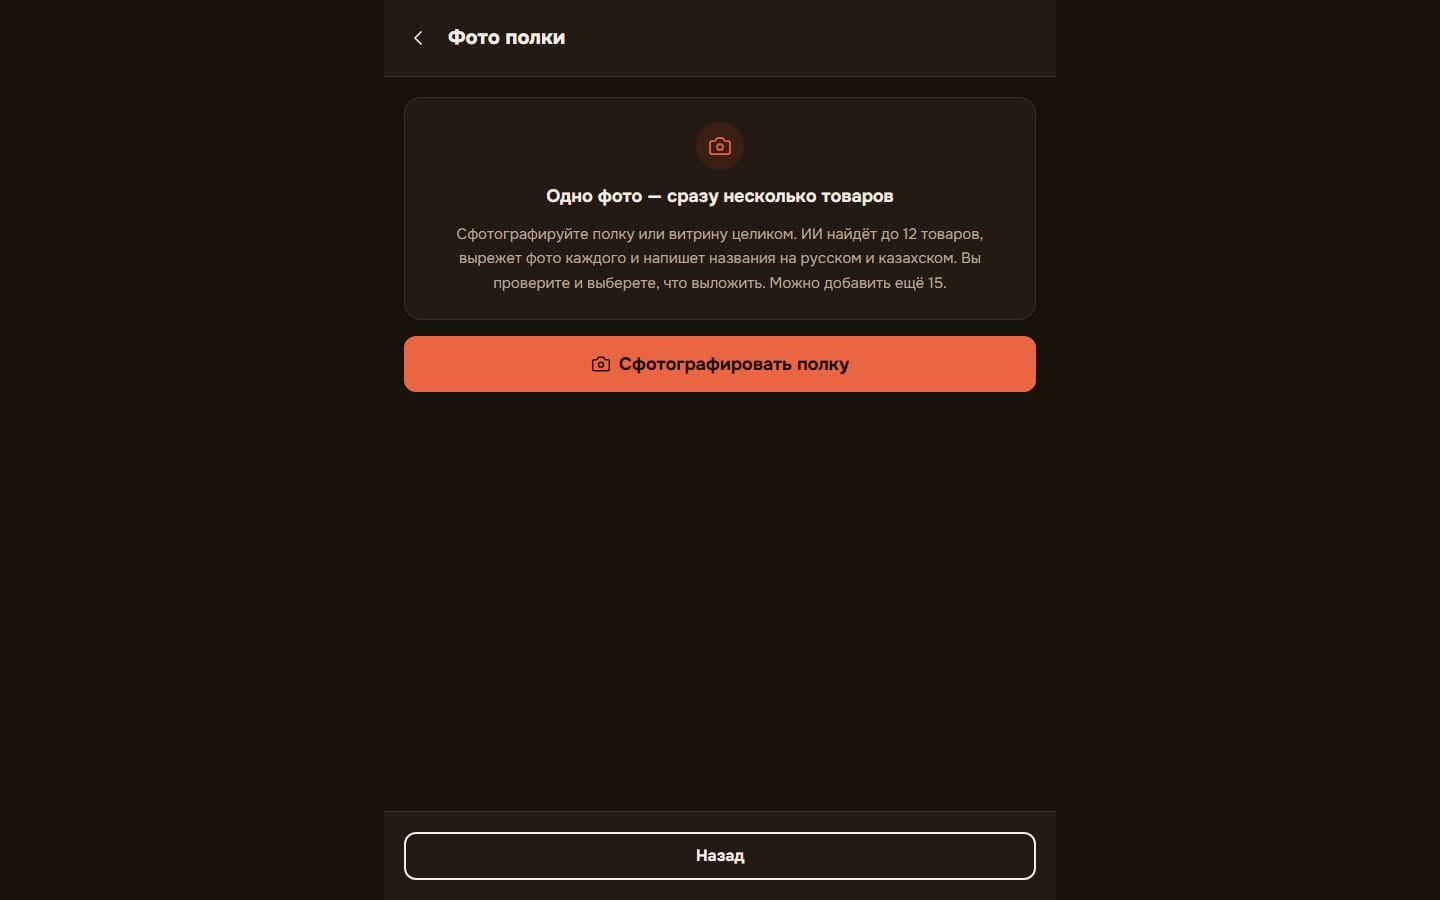 Фото полки
Одно фото — сразу несколько товаров
Сфотографируйте полку или витрину целиком. ИИ найдёт до 12 товаров,
вырежет фото каждого и напишет названия на русском и казахском. Вы
проверите и выберете, что выложить. Можно добавить ещё 15.
Сфотографировать полку
Назад